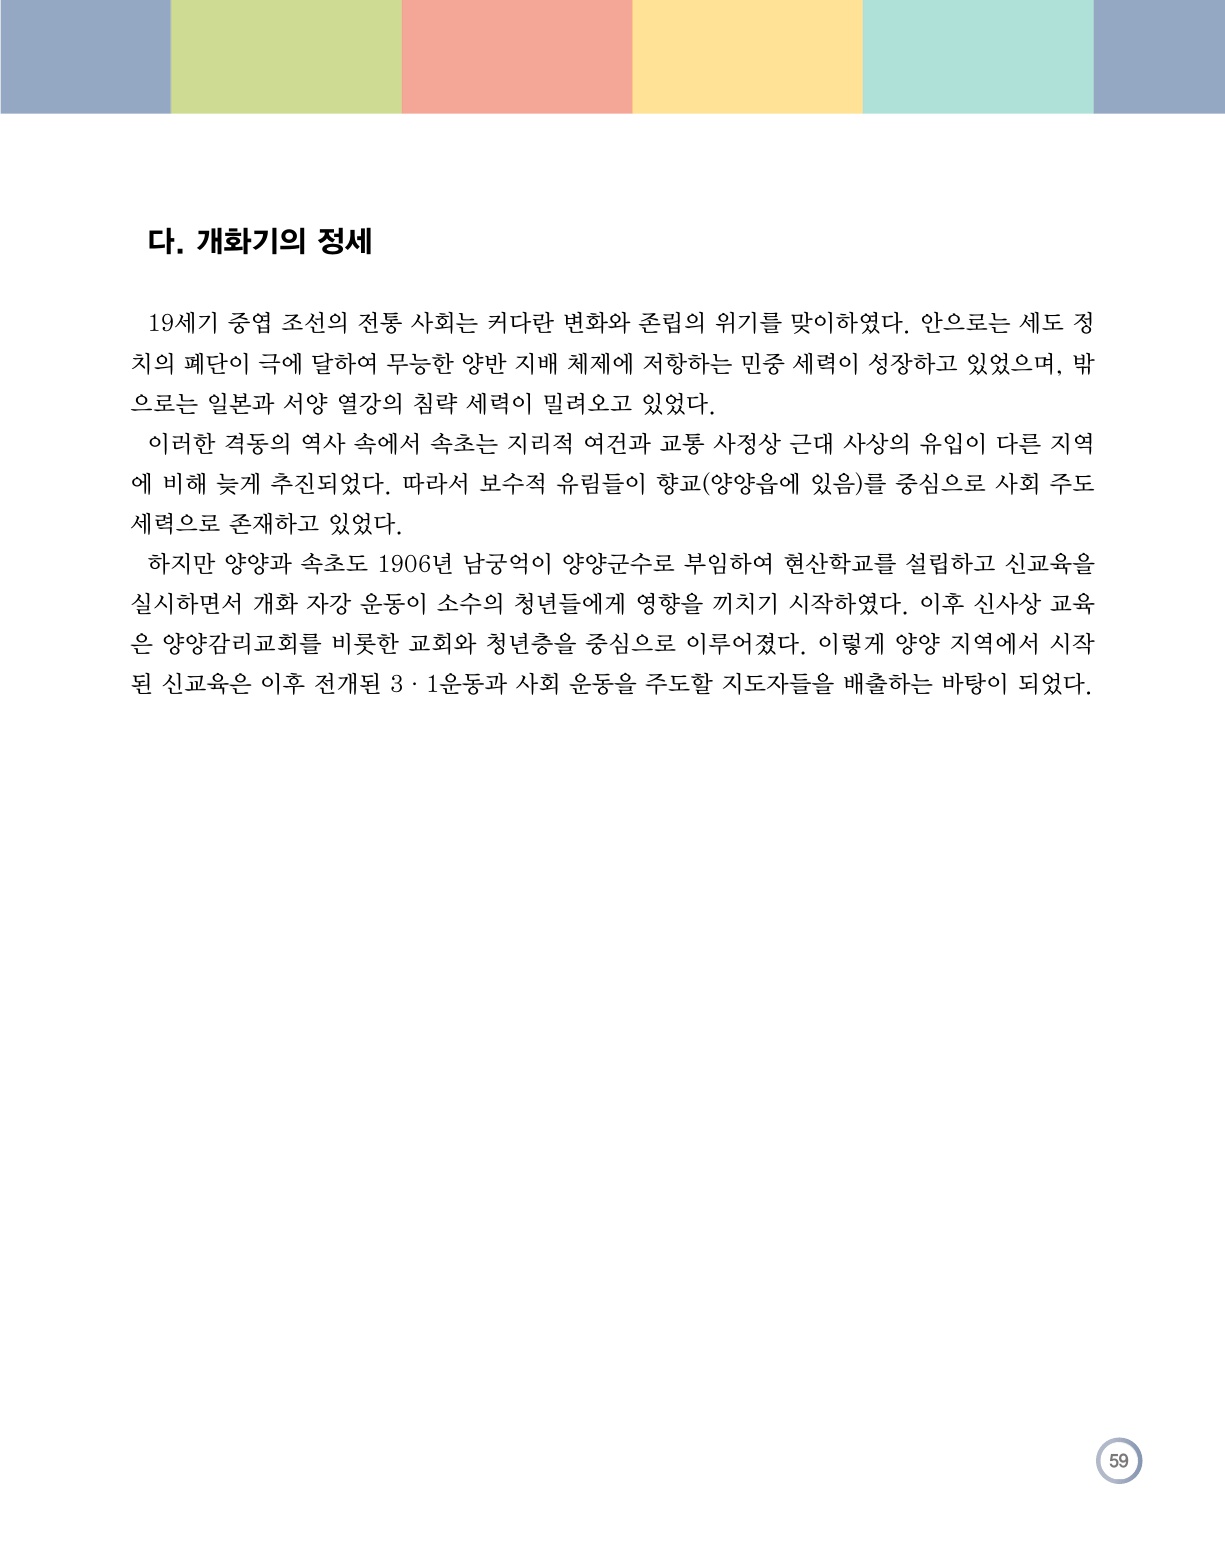 다. 개화기의 정세
19세기 중엽 조선의 전통 사회는 커다란 변화와 존립의 위기를 맞이하였다. 안으로는 세도 정
치의 폐단이 극에 달하여 무능한 양반 지배 체제에 저항하는 민중 세력이 성장하고 있었으며, 밖
으로는 일본과 서양 열강의 침략 세력이 밀려오고 있었다.
이러한 격동의 역사 속에서 속초는 지리적 여건과 교통 사정상 근대 사상의 유입이 다른 지역
에 비해 늦게 추진되었다. 따라서 보수적 유림들이 향교(양양읍에 있음)를 중심으로 사회 주도
세력으로 존재하고 있었다.
하지만 양양과 속초도 1906년 남궁억이 양양군수로 부임하여 현산학교를 설립하고 신교육을
실시하면서 개화 자강 운동이 소수의 청년들에게 영향을 끼치기 시작하였다. 이후 신사상 교육
은 양양감리교회를 비롯한 교회와 청년층을 중심으로 이루어졌다. 이렇게 양양 지역에서 시작
된 신교육은 이후 전개된 3 · 1운동과 사회 운동을 주도할 지도자들을 배출하는 바탕이 되었다.
59